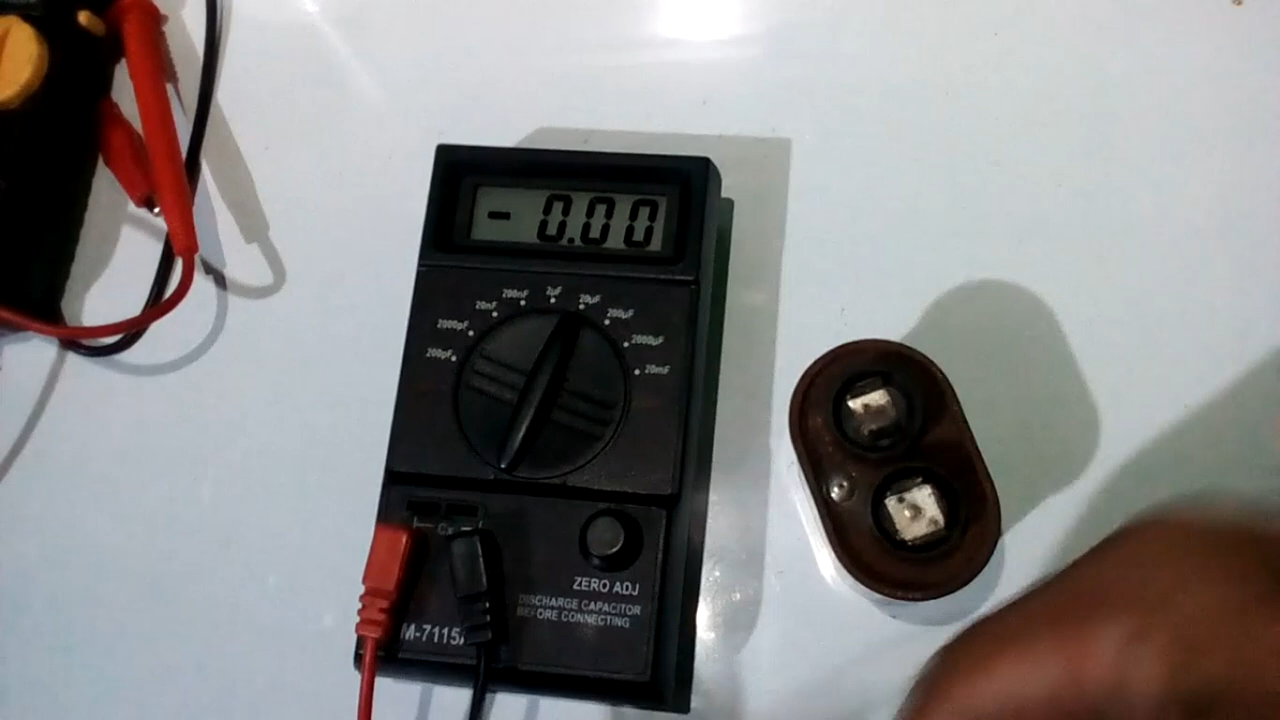 - 0.00
200pF
2000pF
20nF
200nF
2µF
20µF
200µF
2000µF
20mF
Cx
ZERO ADJ
DISCHARGE CAPACITOR
BEFORE CONNECTING
M-7115A